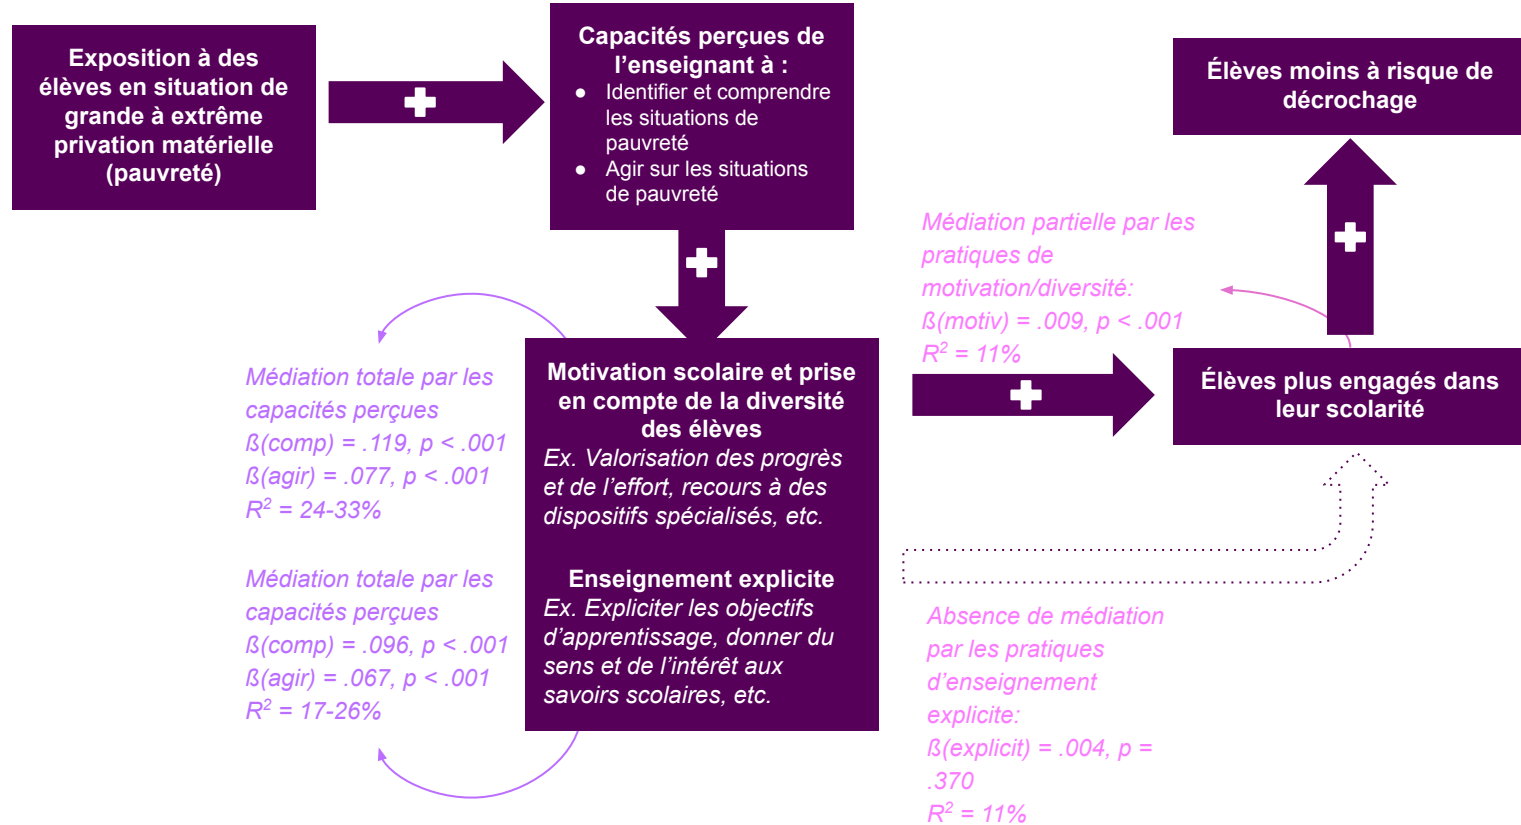 Exposition à des
élèves en situation de
grande à extrême
privation matérielle
(pauvreté)
Capacités perçues de
l’enseignant à :
● Identifier et comprendre
les situations de
pauvreté
● Agir sur les situations
de pauvreté
Élèves moins à risque de
décrochage
Médiation partielle par les
pratiques de
motivation/diversité:
ß(motiv) = .009, p < .001
R² = 11%
Médiation totale par les
capacités perçues
ß(comp) = .119, p < .001
ß(agir) = .077, p < .001
R² = 24-33%
Médiation totale par les
capacités perçues
ß(comp) = .096, p < .001
ß(agir) = .067, p < .001
R² = 17-26%
Motivation scolaire et prise
en compte de la diversité
des élèves
Ex. Valorisation des progrès
et de l’effort, recours à des
dispositifs spécialisés, etc.
Enseignement explicite
Ex. Expliciter les objectifs
d’apprentissage, donner du
sens et de l’intérêt aux
savoirs scolaires, etc.
Élèves plus engagés dans
leur scolarité
Absence de médiation
par les pratiques
d’enseignement
explicite:
ß(explicit) = .004, p =
.370
R² = 11%